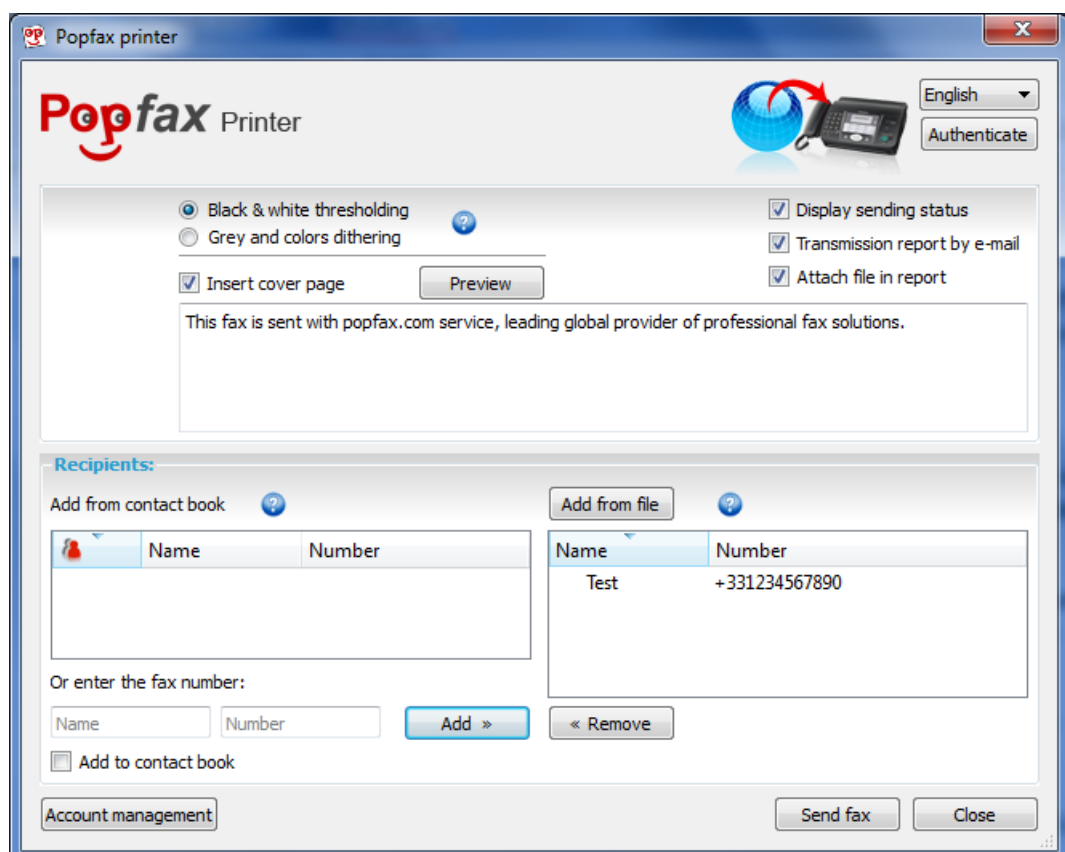 Popfax printer
Popfax Printer
English
Authenticate
Black & white thresholding
Grey and colors dithering
Display sending status
Transmission report by e-mail
Insert cover page
Preview
Attach file in report
This fax is sent with popfax.com service, leading global provider of professional fax solutions.
Recipients:
Add from contact book
Add from file
Name Number
Name Number
Test +331234567890
Or enter the fax number:
Name Number Add » « Remove
Add to contact book
Account management Send fax Close